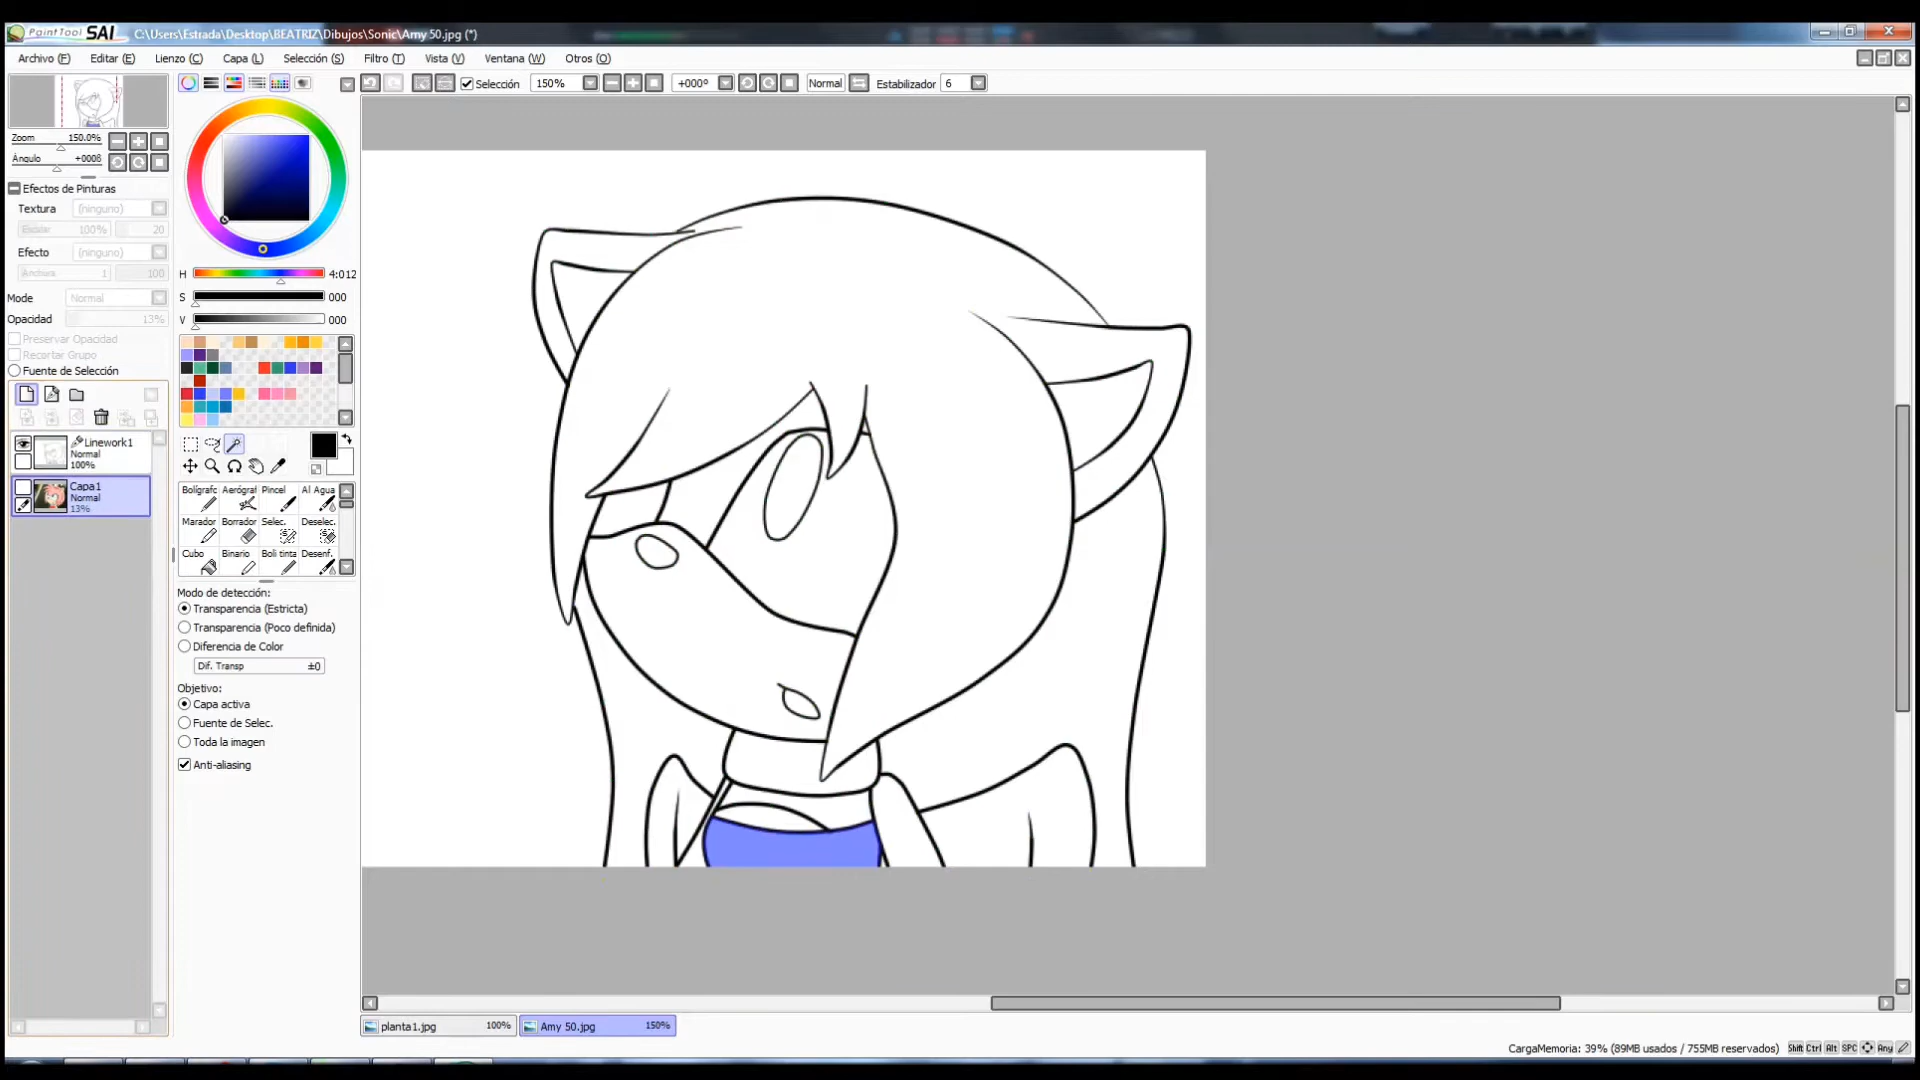 PaintTool SAI C:\Users\Estrada\Desktop\BEATRIZ\Dibujos\Sonic\Amy 50.jpg (*)
Archivo (F) Editar (E) Lienzo (C) Capa (L) Selección (S) Filtro (T) Vista (V) Ventana (W) Otros (O)
Selección 150% +000º Normal Estabilizador 6
Zoom 150.0%
Ángulo +000ß
Efectos de Pinturas
Textura (ninguno)
Escalar 100% 20
Efecto (ninguno)
Anchura 1 100
Mode Normal
Opacidad 13%
Preservar Opacidad
Recortar Grupo
Fuente de Selección
Linework1
Normal
100%
Capa1
Normal
13%
H 4:012
S 000
V 000
Bolígrafc Aerógraf Pincel Al Agua
Marador Borrador Selec. Deselec.
Cubo Binario Boli tinta Desenf.
Modo de detección:
Transparencia (Estricta)
Transparencia (Poco definida)
Diferencia de Color
Dif. Transp ±0
Objetivo:
Capa activa
Fuente de Selec.
Toda la imagen
Anti-aliasing
planta1.jpg 100% Amy 50.jpg 150%
CargaMemoria: 39% (89MB usados / 755MB reservados) Shift Ctrl Alt SPC Any